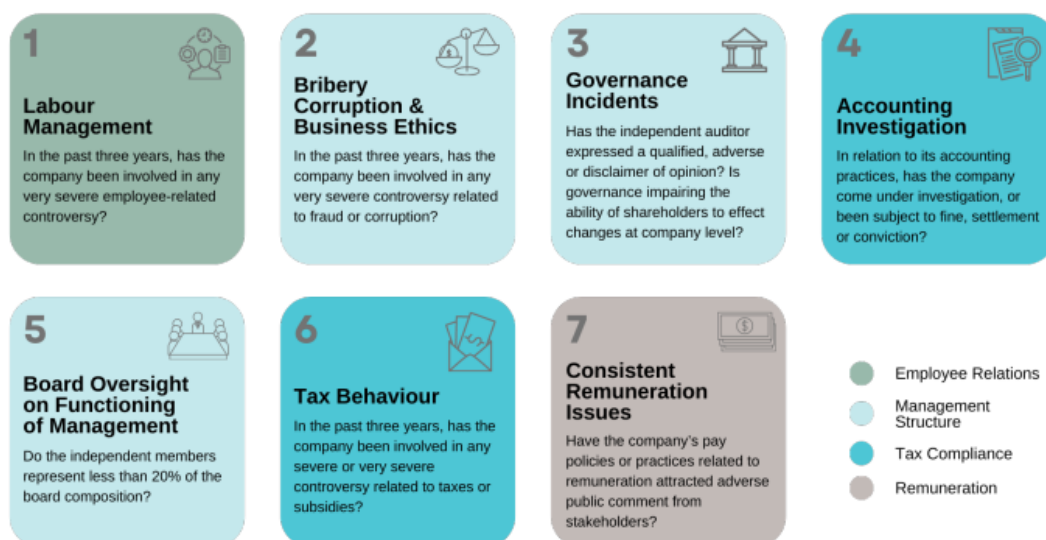 1
Labour
Management
In the past three years, has the
company been involved in any
very severe employee-related
controversy?
2
Bribery
Corruption &
Business Ethics
In the past three years, has the
company been involved in any
very severe controversy related
to fraud or corruption?
3
Governance
Incidents
Has the independent auditor
expressed a qualified, adverse
or disclaimer of opinion? Is
governance impairing the
ability of shareholders to effect
changes at company level?
4
Accounting
Investigation
In relation to its accounting
practices, has the company
come under investigation, or
been subject to fine, settlement
or conviction?
5
Board Oversight
on Functioning
of Management
Do the independent members
represent less than 20% of the
board composition?
6
Tax Behaviour
In the past three years, has the
company been involved in any
severe or very severe
controversy related to taxes or
subsidies?
7
Consistent
Remuneration
Issues
Have the company's pay
policies or practices related to
remuneration attracted adverse
public comment from
stakeholders?
Employee Relations
Management
Structure
Tax Compliance
Remuneration